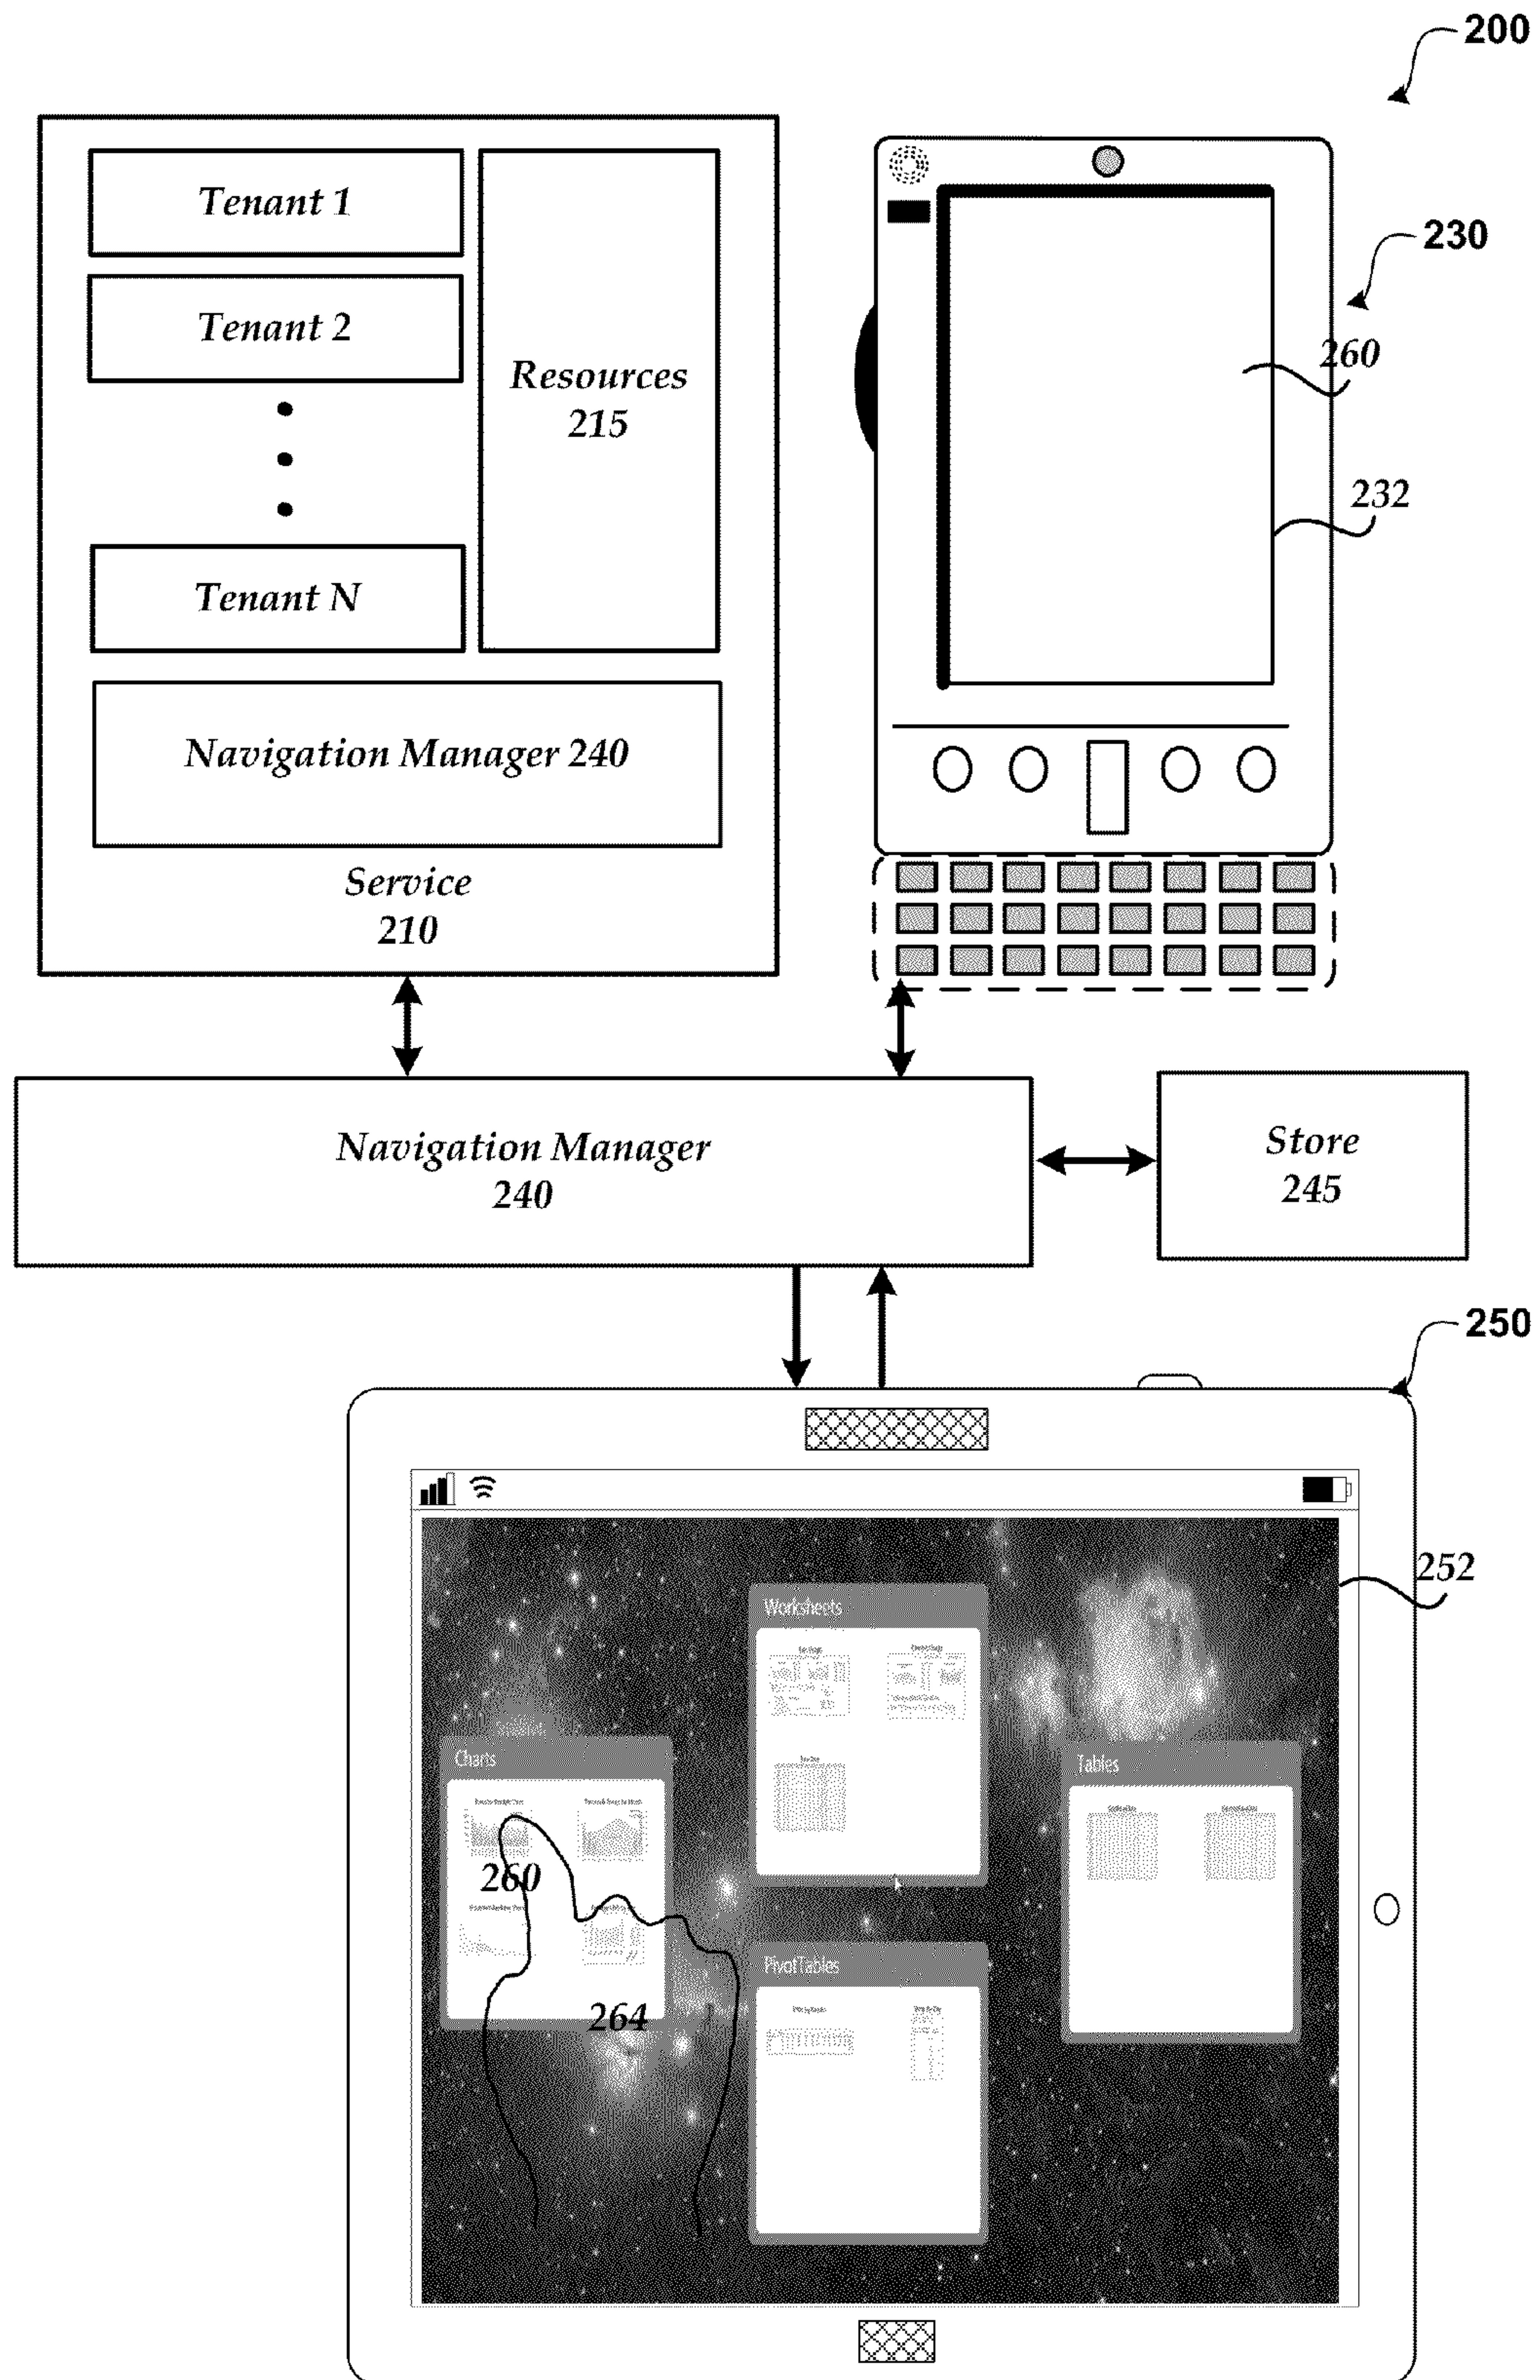 200
Tenant 1
230
Tenant 2
260
Resources
215
232
Tenant N
Navigation Manager 240
Service
210
Navigation Manager
240
Store
245
250
252
Worksheets
Charts
Tables
260
PivotTables
264